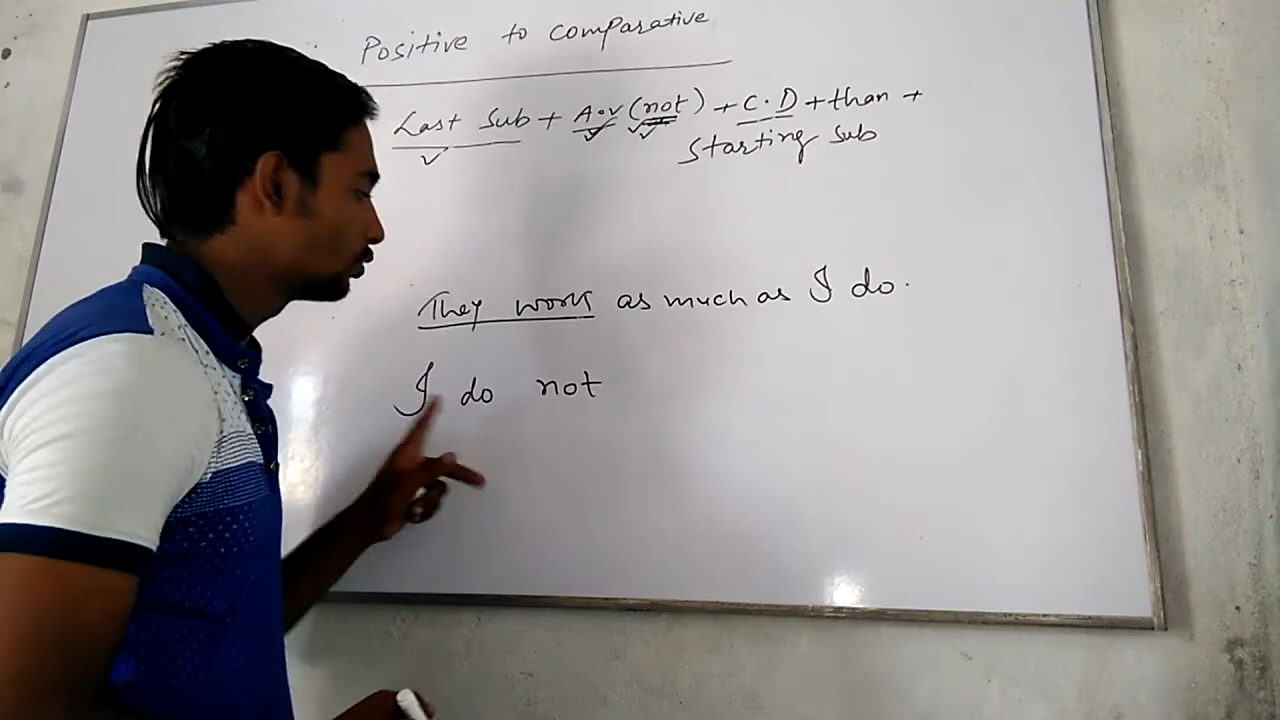 Positive to comparative
Last Sub + A.v (not) + C.D + than +
Starting Sub
They work as much as I do.
I do not